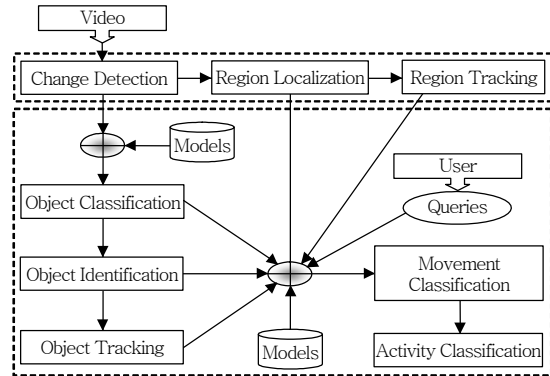 Video
Change Detection
Region Localization
Region Tracking
Models
User
Object Classification
Queries
Object Identification
Movement
Classification
Object Tracking
Models
Activity Classification